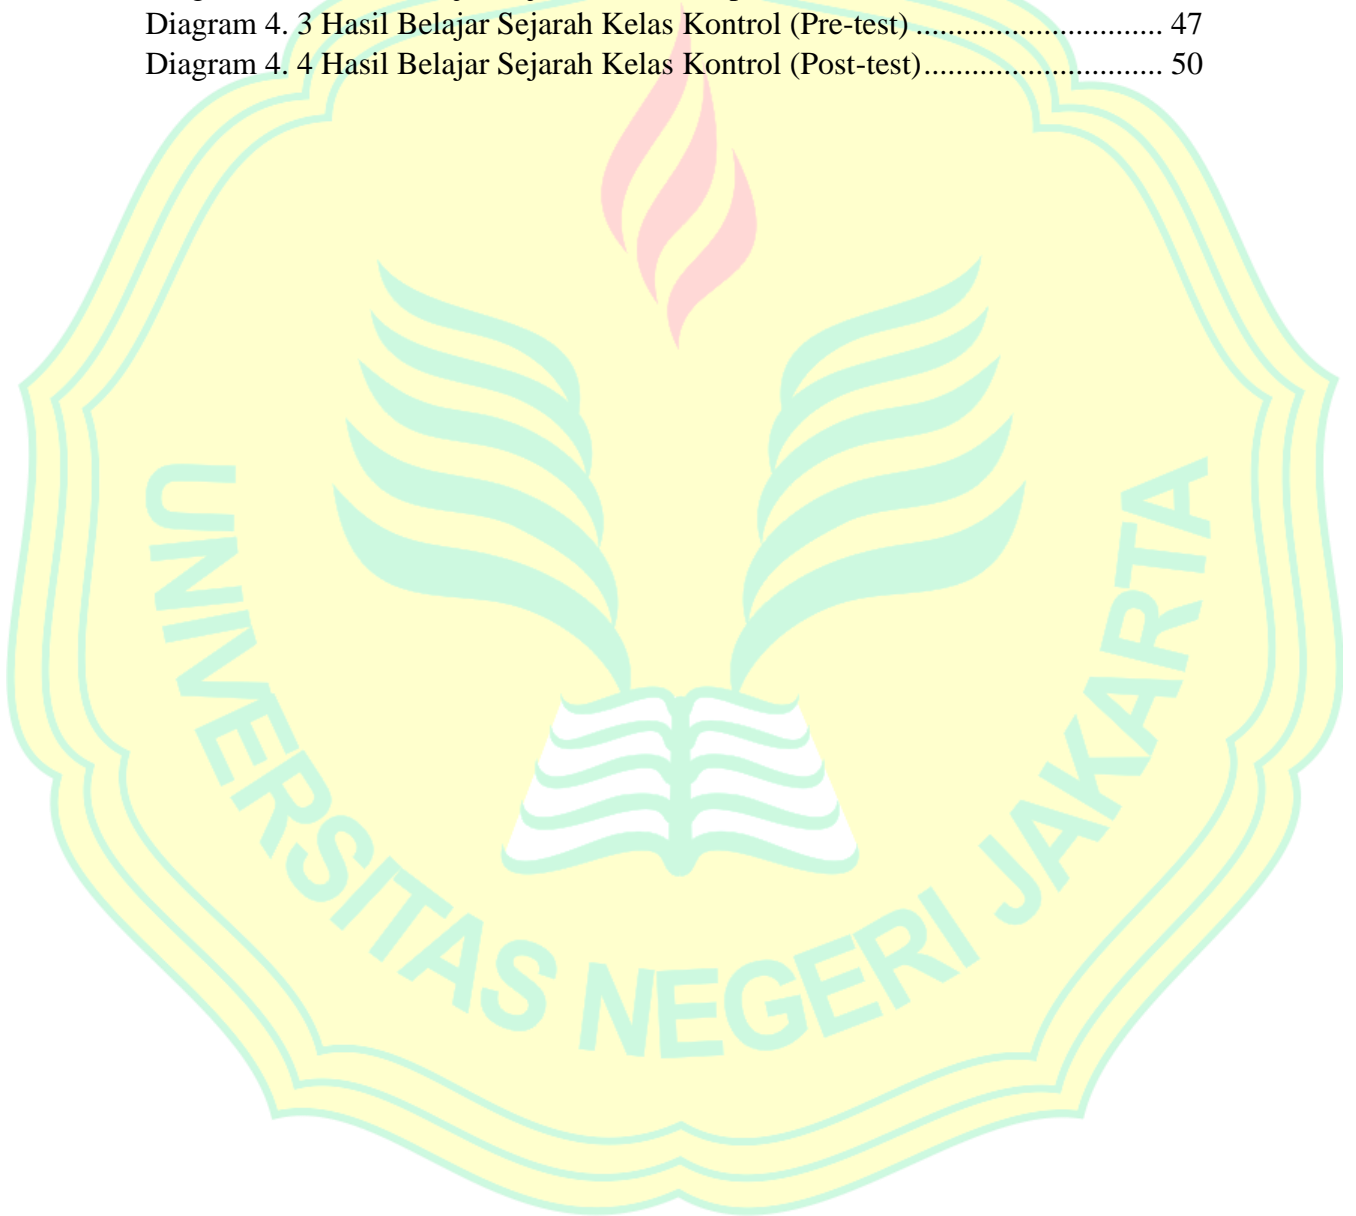 Diagram 4. 3 Hasil Belajar Sejarah Kelas Kontrol (Pre-test) ............................... 47
Diagram 4. 4 Hasil Belajar Sejarah Kelas Kontrol (Post-test).............................. 50
UNIVERSITAS NEGERI JAKARTA